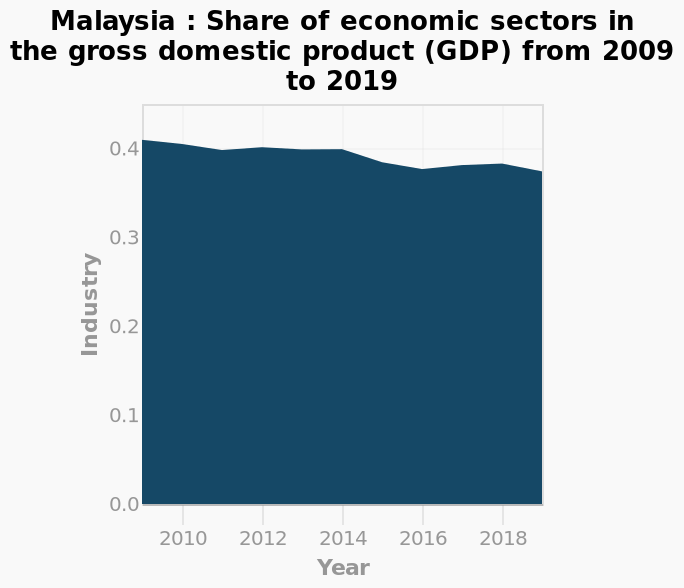 Malaysia : Share of economic sectors in
the gross domestic product (GDP) from 2009
to 2019
0.4
0.3
0.2
0.1
0.0
Industry
2010 2012 2014 2016 2018
Year